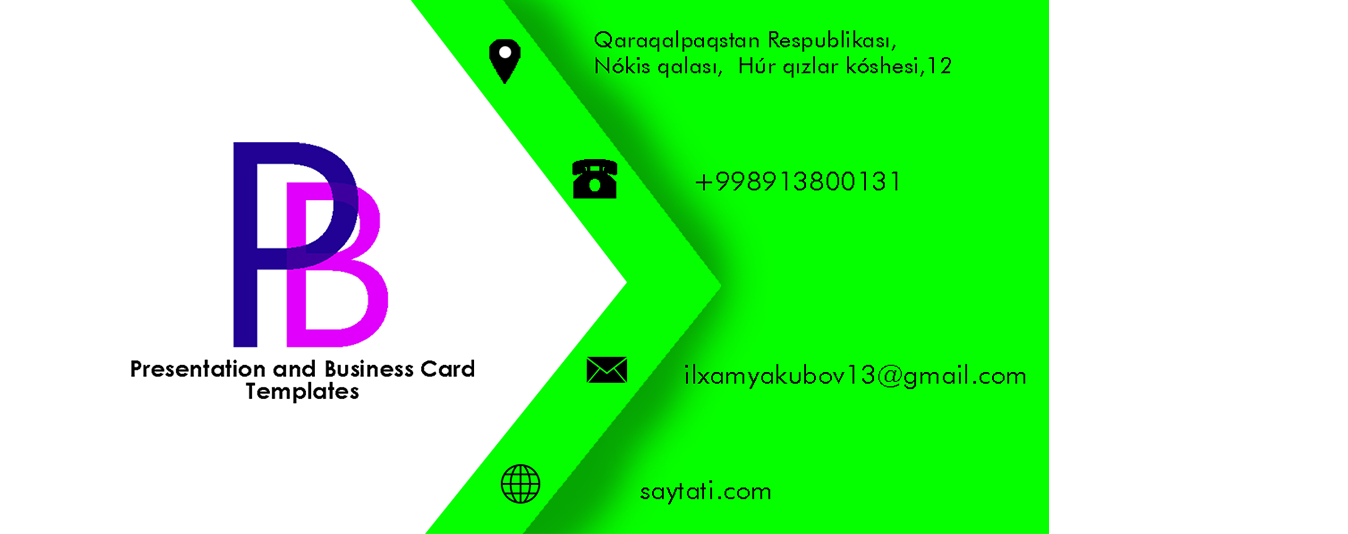 Qaraqalpaqstan Respublikası,
Nókis qalası, Húr qızlar kóshesi,12
+998913800131
PB
Presentation and Business Card
Templates
ilxamyakubov13@gmail.com
saytati.com